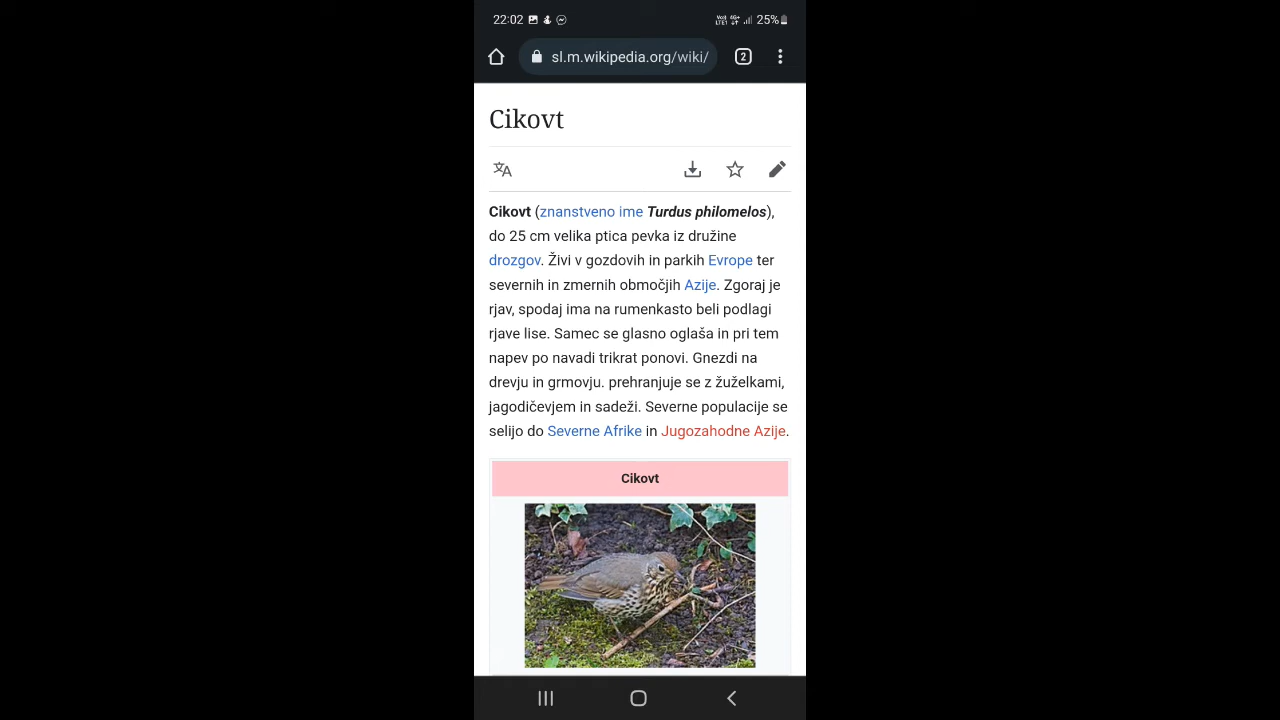 22:02 VoI) LTE1 4G+ 25%
sl.m.wikipedia.org/wiki/ 2
Cikovt
Cikovt (znanstveno ime Turdus philomelos),
do 25 cm velika ptica pevka iz družine
drozgov. Živi v gozdovih in parkih Evrope ter
severnih in zmernih območjih Azije. Zgoraj je
rjav, spodaj ima na rumenkasto beli podlagi
rjave lise. Samec se glasno oglaša in pri tem
napev po navadi trikrat ponovi. Gnezdi na
drevju in grmovju. prehranjuje se z žuželkami,
jagodičevjem in sadeži. Severne populacije se
selijo do Severne Afrike in Jugozahodne Azije.
Cikovt